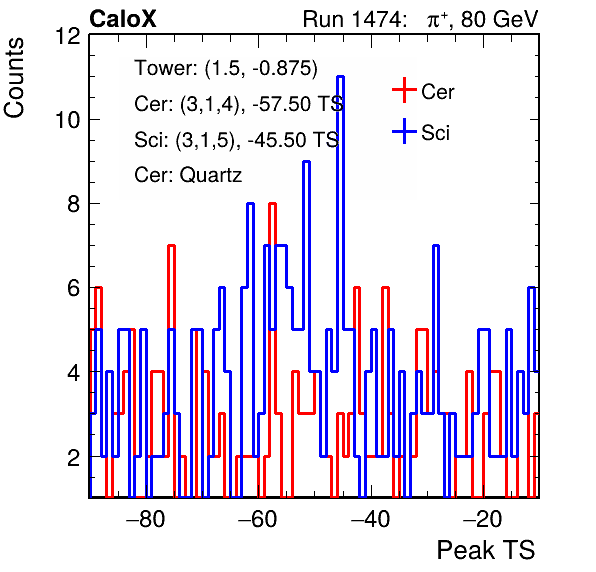 CaloX Run 1474: π+, 80 GeV
Counts
12
10
8
6
4
2
Tower: (1.5, -0.875)
Cer: (3,1,4), -57.50 TS
Sci: (3,1,5), -45.50 TS
Cer: Quartz
Cer
Sci
−80 −60 −40 −20
Peak TS